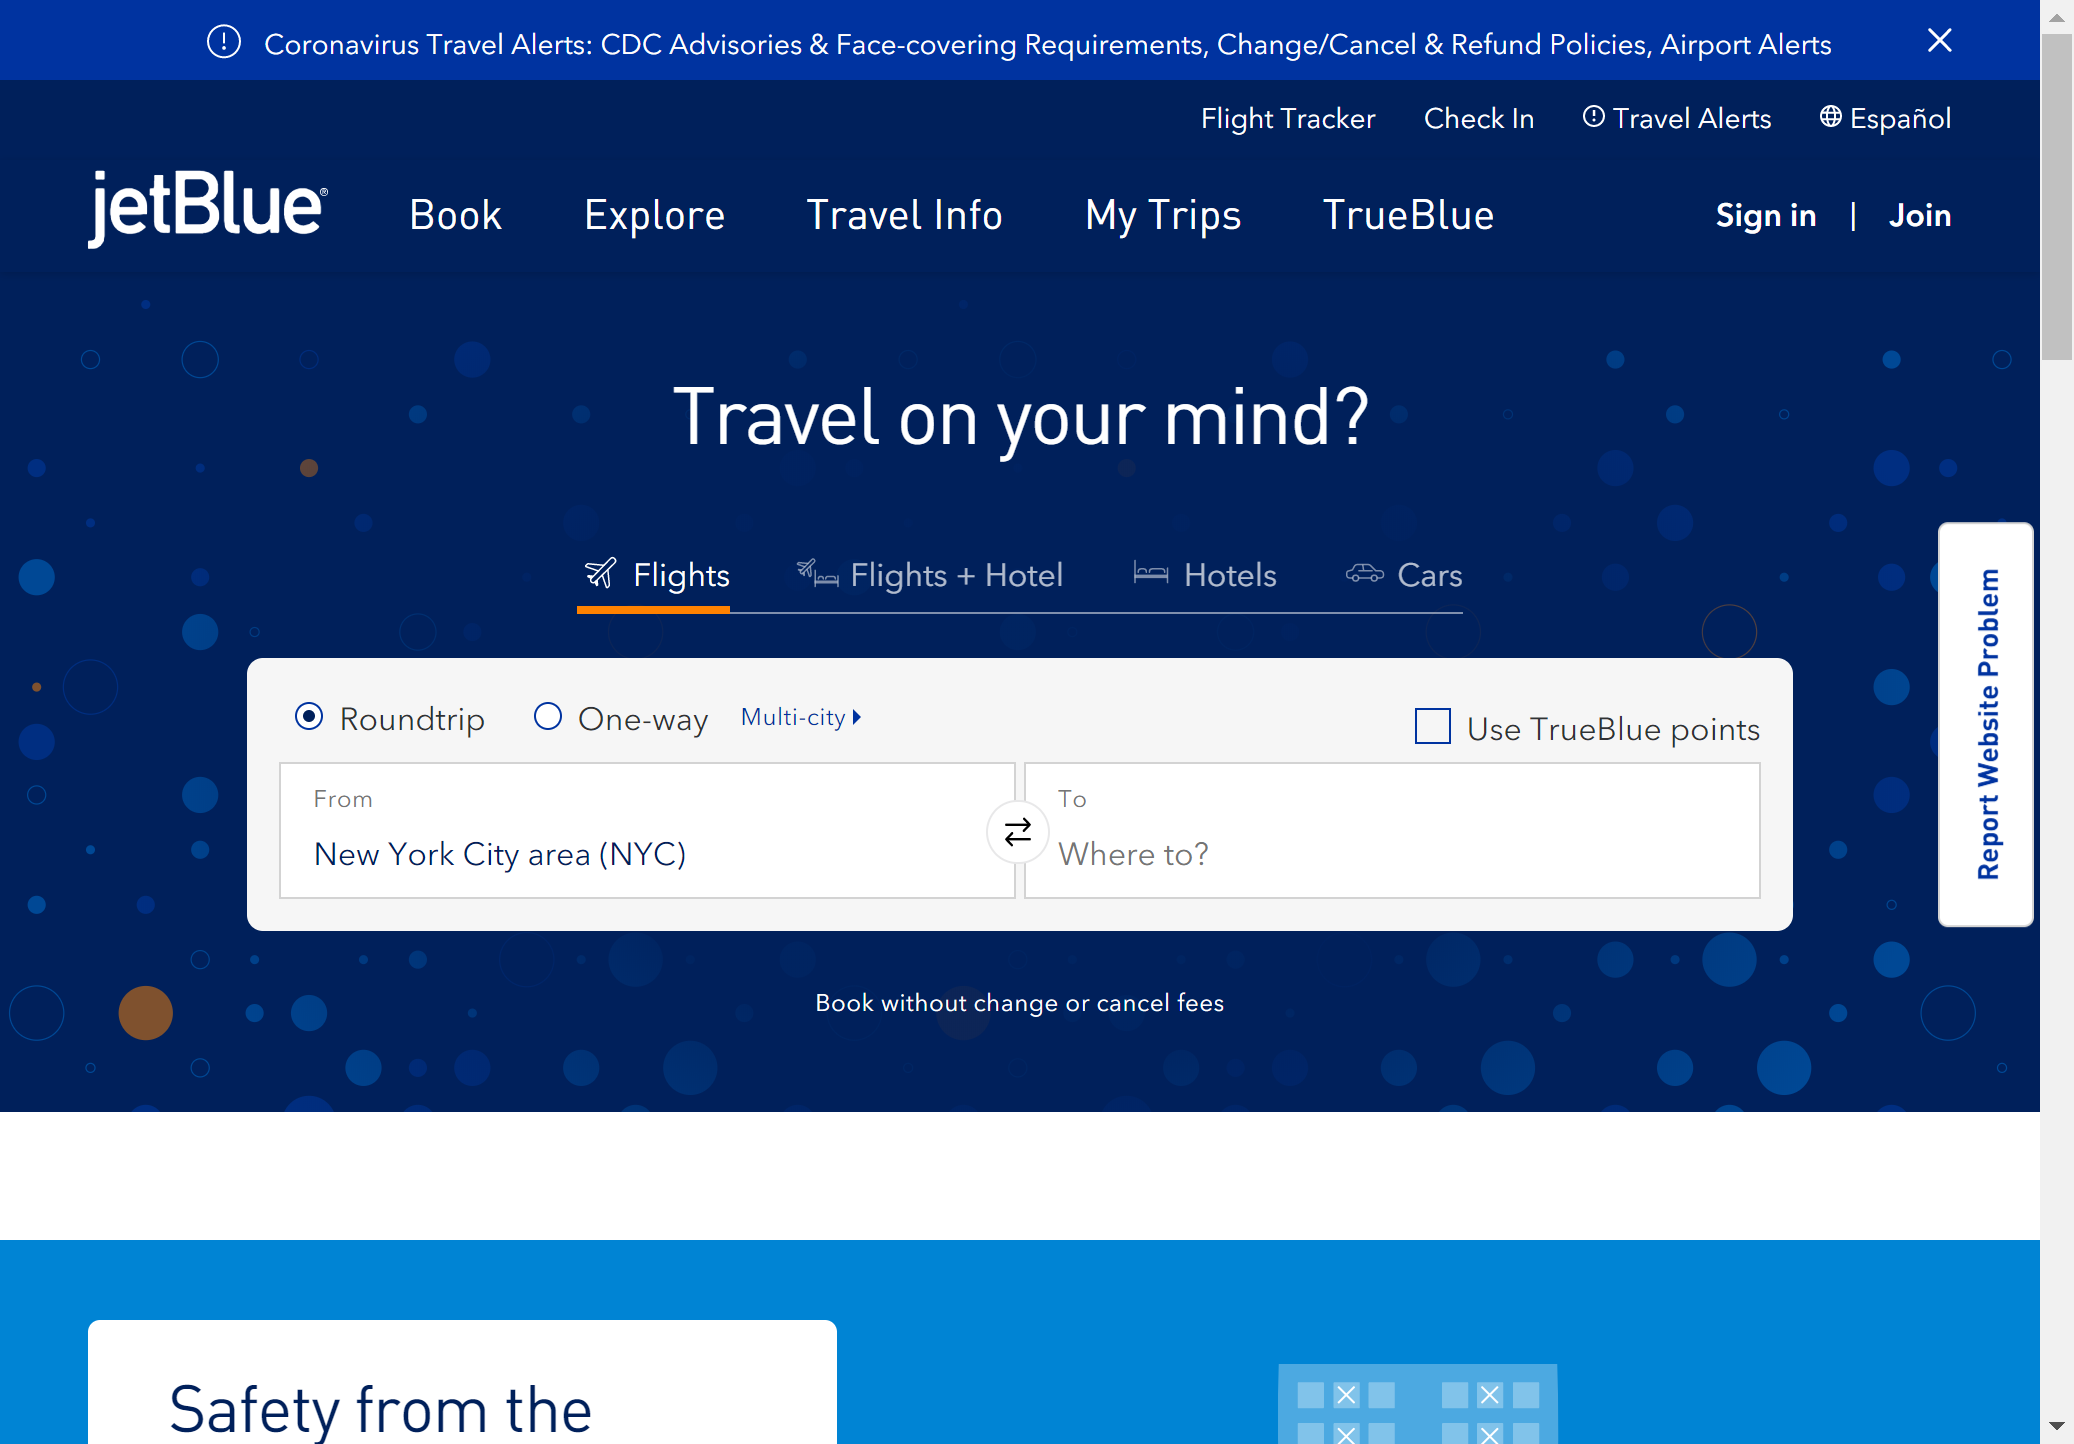 Coronavirus Travel Alerts: CDC Advisories & Face-covering Requirements, Change/Cancel & Refund Policies, Airport Alerts
Flight Tracker Check In Travel Alerts Español
jetBlue® Book Explore Travel Info My Trips TrueBlue Sign in | Join
Travel on your mind?
Flights Flights + Hotel Hotels Cars
Roundtrip One-way Multi-city Use TrueBlue points
From To
New York City area (NYC) Where to?
Report Website Problem
Book without change or cancel fees
Safety from the